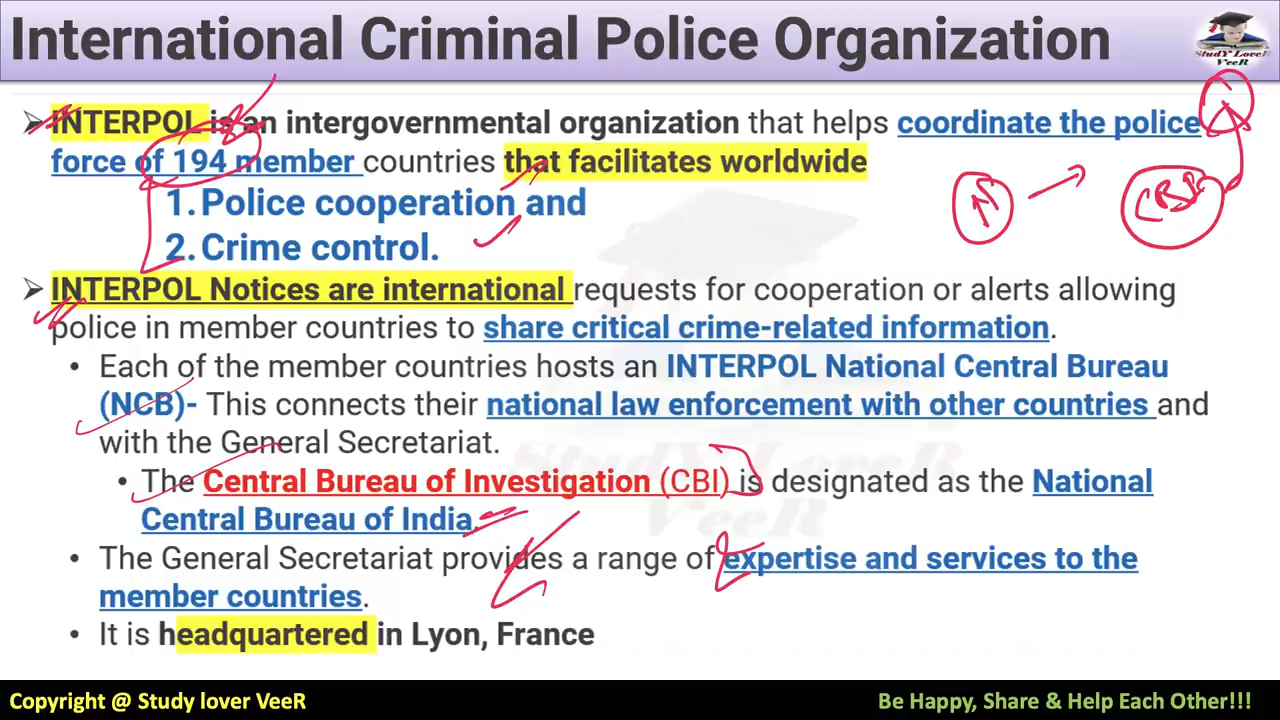 International Criminal Police Organization
StudY LoveR
VeeR
➢ INTERPOL is an intergovernmental organization that helps coordinate the police
force of 194 member countries that facilitates worldwide
1. Police cooperation and
2. Crime control.
➢ INTERPOL Notices are international requests for cooperation or alerts allowing
police in member countries to share critical crime-related information.
• Each of the member countries hosts an INTERPOL National Central Bureau
(NCB)- This connects their national law enforcement with other countries and
with the General Secretariat.
• The Central Bureau of Investigation (CBI) is designated as the National
Central Bureau of India.
• The General Secretariat provides a range of expertise and services to the
member countries.
• It is headquartered in Lyon, France
StudY LoveR
VeeR
Copyright @ Study lover VeeR
Be Happy, Share & Help Each Other!!!